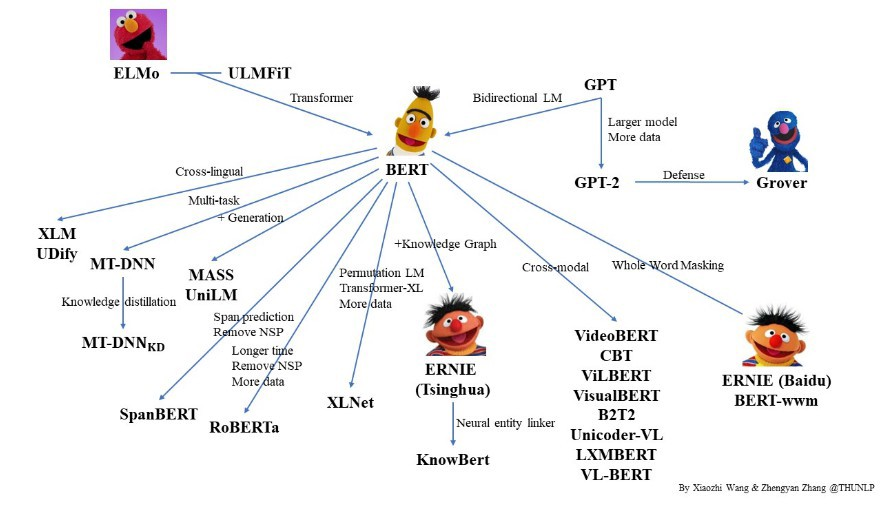 ELMo
ULMFiT
Transformer
Bidirectional LM
GPT
Larger model
More data
GPT-2
Defense
Grover
BERT
Cross-lingual
Multi-task
+ Generation
XLM
UDify
MT-DNN
Knowledge distillation
MT-DNNKD
MASS
UniLM
Span prediction
Remove NSP
SpanBERT
Longer time
Remove NSP
More data
RoBERTa
Permutation LM
Transformer-XL
More data
XLNet
+Knowledge Graph
ERNIE
(Tsinghua)
Neural entity linker
KnowBert
Cross-modal
VideoBERT
CBT
ViLBERT
VisualBERT
B2T2
Unicoder-VL
LXMBERT
VL-BERT
Whole Word Masking
ERNIE (Baidu)
BERT-wwm
By Xiaozhi Wang & Zhengyan Zhang @THUNLP